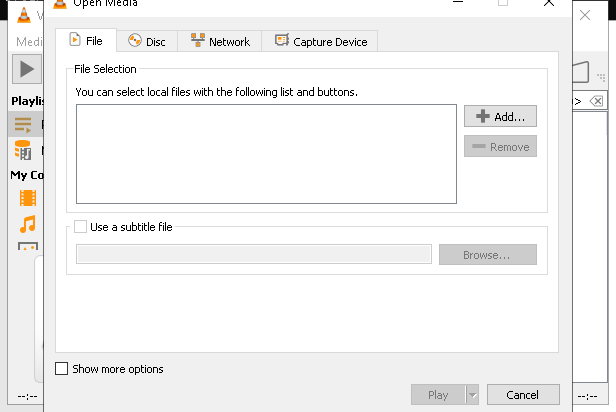 Open Media
Medi
File
Disc
Network
Capture Device
File Selection
You can select local files with the following list and buttons.
Add...
Remove
Playlis
My Co
Use a subtitle file
Browse...
Show more options
Play
Cancel
--:--
--:--